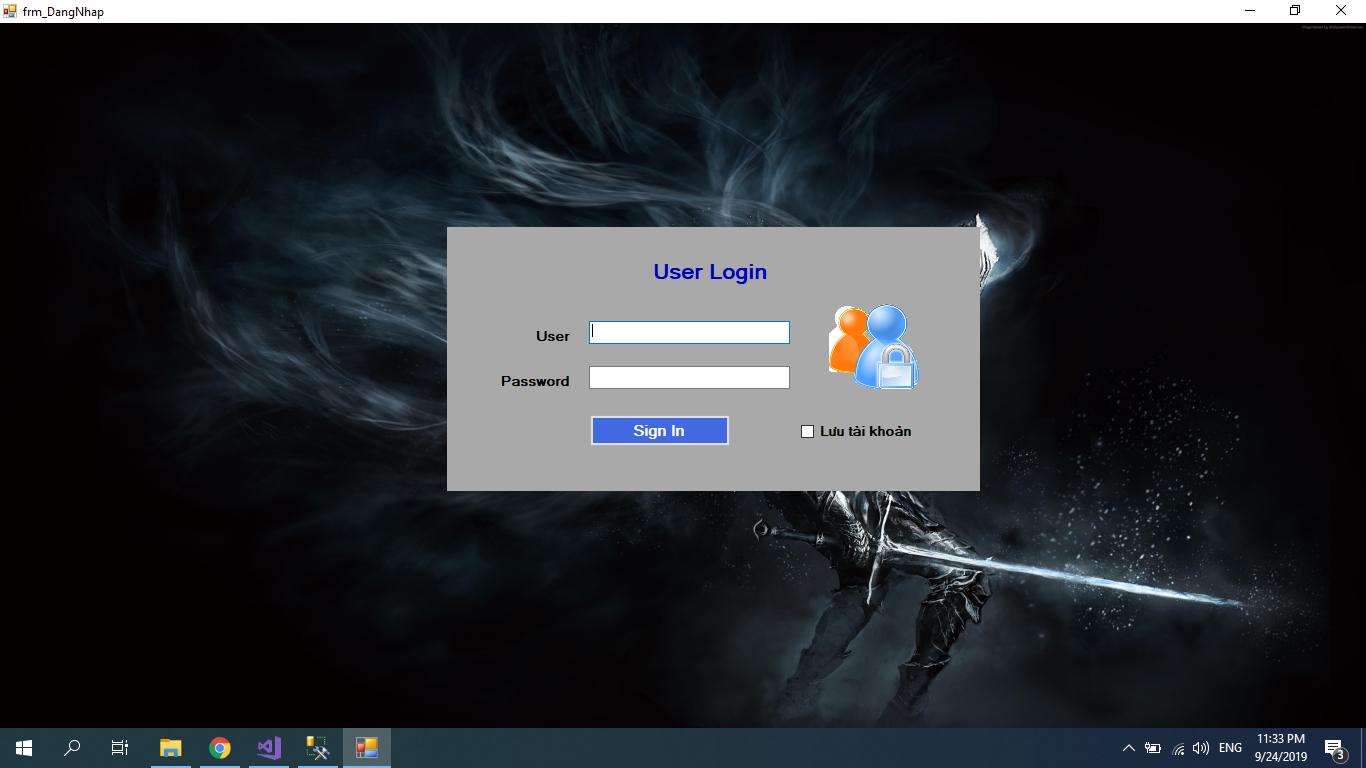 frm_DangNhap
User Login
User
Password
Sign In
Lưu tài khoản
ENG
11:33 PM
9/24/2019
3